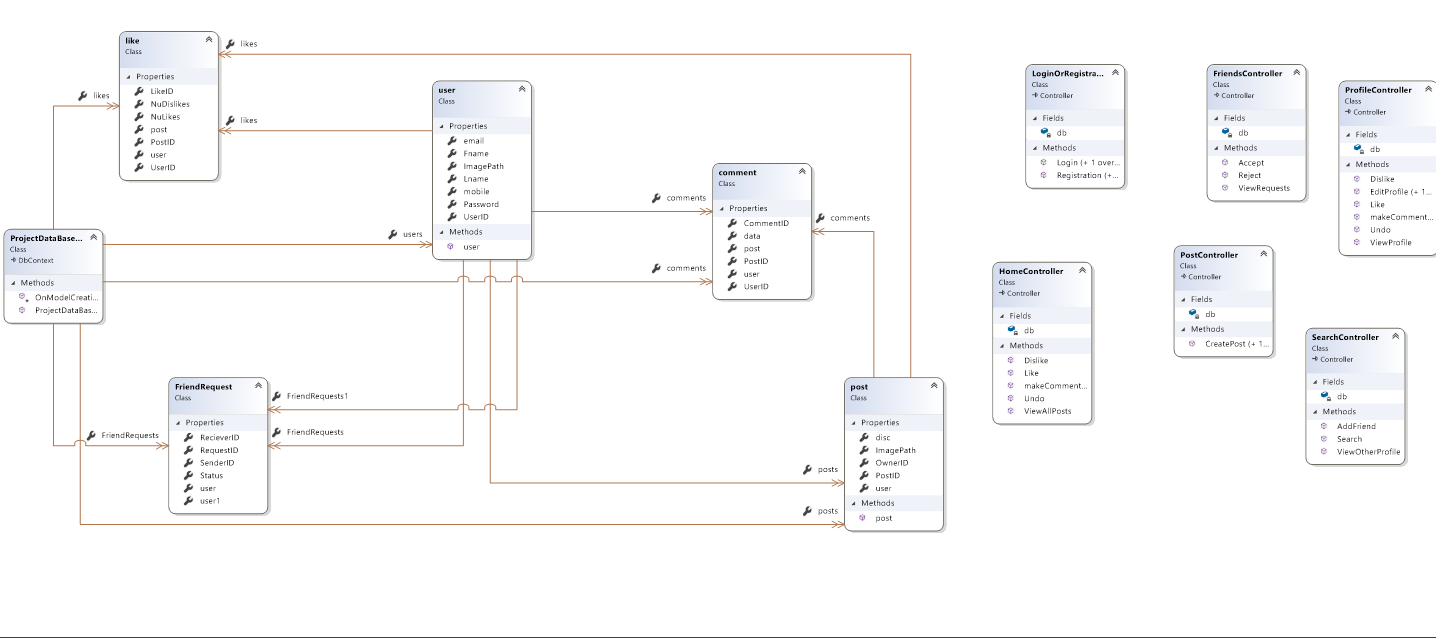 like
Class
Properties
LikeID
NuDislikes
NuLikes
post
PostID
user
UserID
likes
likes
likes
user
Class
Properties
email
Fname
ImagePath
Lname
mobile
Password
UserID
Methods
user
users
comments
comments
comments
comment
Class
Properties
CommentID
data
post
PostID
user
UserID
ProjectDataBase...
Class
DbContext
Methods
OnModelCreati...
ProjectDataBas...
FriendRequest
Class
Properties
RecieverID
RequestID
SenderID
Status
user
user1
FriendRequests1
FriendRequests
FriendRequests
posts
posts
post
Class
Properties
disc
ImagePath
OwnerID
PostID
user
Methods
post
LoginOrRegistra...
Class
Controller
Fields
db
Methods
Login (+ 1 over...
Registration (+...
FriendsController
Class
Controller
Fields
db
Methods
Accept
Reject
ViewRequests
ProfileController
Class
Controller
Fields
db
Methods
Dislike
EditProfile (+ 1...
Like
makeComment...
Undo
ViewProfile
HomeController
Class
Controller
Fields
db
Methods
Dislike
Like
makeComment...
Undo
ViewAllPosts
PostController
Class
Controller
Fields
db
Methods
CreatePost (+ 1...
SearchController
Class
Controller
Fields
db
Methods
AddFriend
Search
ViewOtherProfile